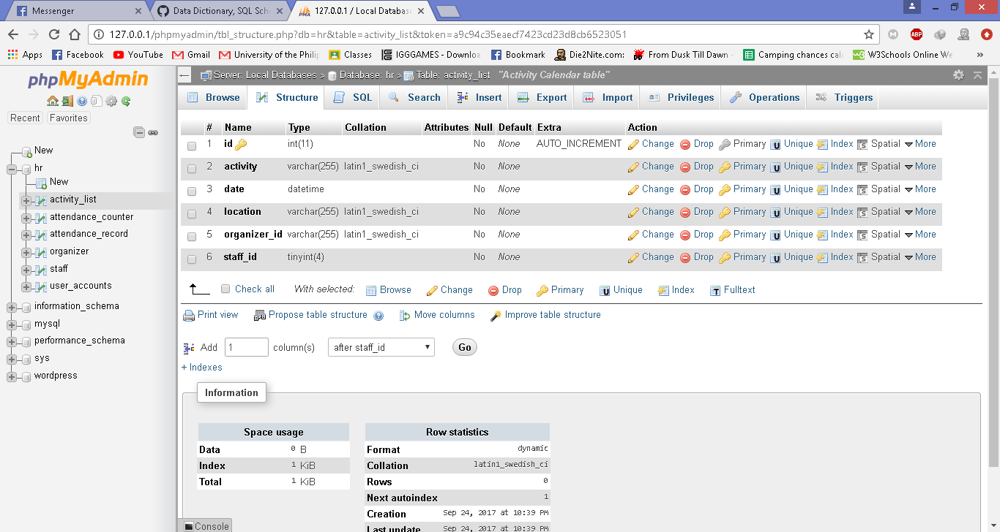 Messenger
Data Dictionary, SQL Sch
127.0.0.1 / Local Databas
127.0.0.1/phpmyadmin/tbl_structure.php?db=hr&table=activity_list&token=a9c94c35eaecf7423cd23d8cb6523051
Apps Facebook YouTube Gmail University of the Philip Classes IGGGAMES - Downloa Bookmark Die2Nite.com: From Dusk Till Dawn Camping chances cal W3Schools Online We »
phpMyAdmin
Recent Favorites
New
hr
New
activity_list
attendance_counter
attendance_record
organizer
staff
user_accounts
information_schema
mysql
performance_schema
sys
wordpress
Server: Local Databases » Database: hr » Table: activity_list "Activity Calendar table"
Browse Structure SQL Search Insert Export Import Privileges Operations Triggers
# Name Type Collation Attributes Null Default Extra Action
1 id int(11) No None AUTO_INCREMENT Change Drop Primary Unique Index Spatial More
2 activity varchar(255) latin1_swedish_ci No None Change Drop Primary Unique Index Spatial More
3 date datetime No None Change Drop Primary Unique Index Spatial More
4 location varchar(255) latin1_swedish_ci No None Change Drop Primary Unique Index Spatial More
5 organizer_id varchar(255) latin1_swedish_ci No None Change Drop Primary Unique Index Spatial More
6 staff_id tinyint(4) No None Change Drop Primary Unique Index Spatial More
Check all With selected: Browse Change Drop Primary Unique Index Fulltext
Print view Propose table structure Move columns Improve table structure
Add 1 column(s) after staff_id Go
+ Indexes
Information
Space usage
Data 0 B
Index 1 KiB
Total 1 KiB
Row statistics
Format dynamic
Collation latin1_swedish_ci
Rows 0
Next autoindex 1
Creation Sep 24, 2017 at 10:39 PM
Last update Sep 24, 2017 at 10:39 PM
Console